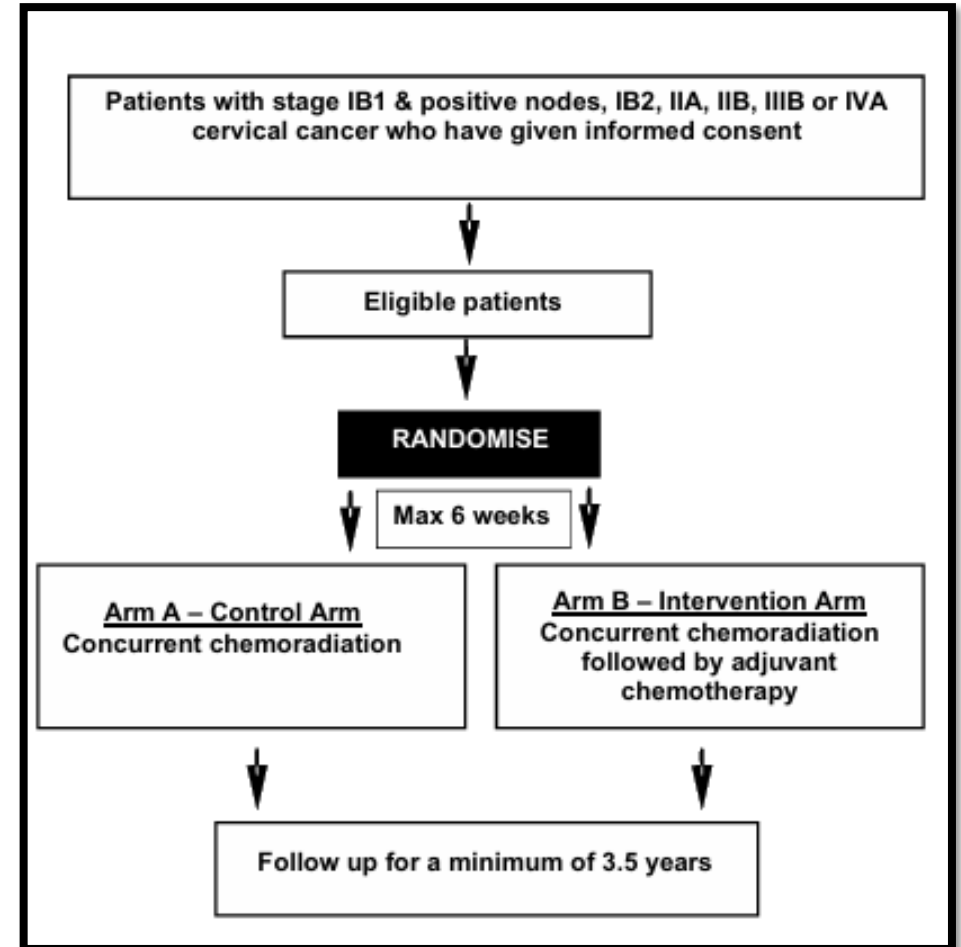 Patients with stage IB1 & positive nodes, IB2, IIA, IIB, IIIB or IVA
cervical cancer who have given informed consent
Eligible patients
RANDOMISE
Max 6 weeks
Arm A – Control Arm
Concurrent chemoradiation
Arm B – Intervention Arm
Concurrent chemoradiation
followed by adjuvant
chemotherapy
Follow up for a minimum of 3.5 years